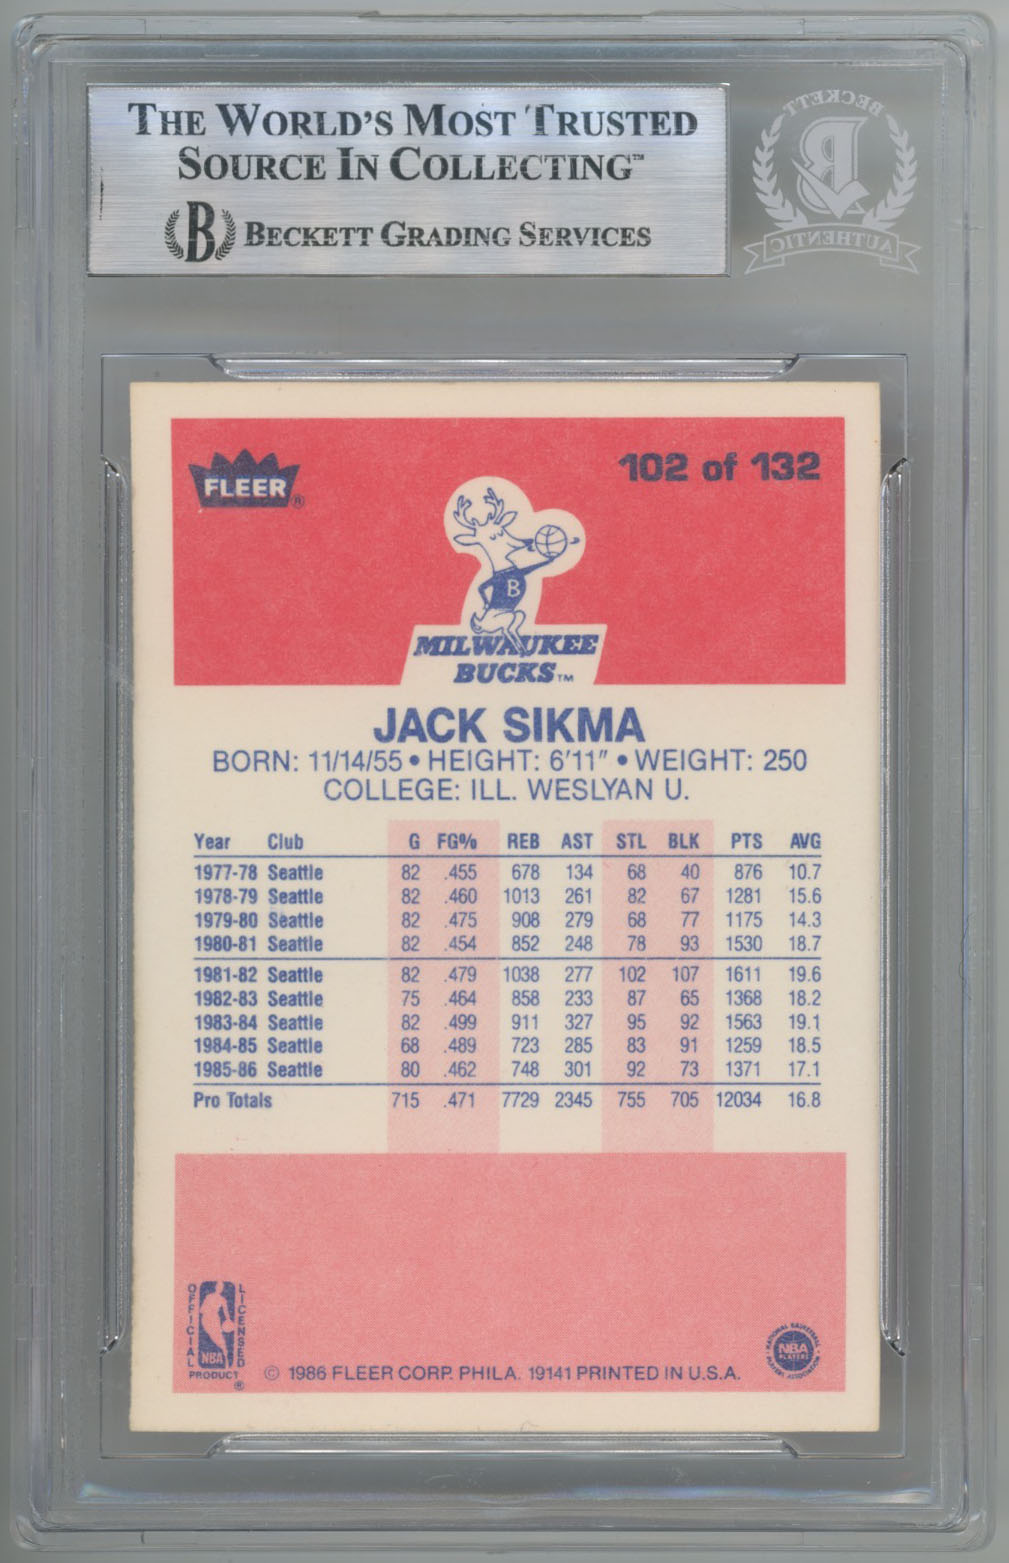 THE WORLD'S MOST TRUSTED
SOURCE IN COLLECTING™
B BECKETT GRADING SERVICES
BECKETT
B
AUTHENTIC
FLEER®
102 of 132
B
MILWAUKEE
BUCKS™
JACK SIKMA
BORN: 11/14/55 • HEIGHT: 6'11" • WEIGHT: 250
COLLEGE: ILL. WESLYAN U.
Year Club G FG% REB AST STL BLK PTS AVG
1977-78 Seattle 82 .455 678 134 68 40 876 10.7
1978-79 Seattle 82 .460 1013 261 82 67 1281 15.6
1979-80 Seattle 82 .475 908 279 68 77 1175 14.3
1980-81 Seattle 82 .454 852 248 78 93 1530 18.7
1981-82 Seattle 82 .479 1038 277 102 107 1611 19.6
1982-83 Seattle 75 .464 858 233 87 65 1368 18.2
1983-84 Seattle 82 .499 911 327 95 92 1563 19.1
1984-85 Seattle 68 .489 723 285 83 91 1259 18.5
1985-86 Seattle 80 .462 748 301 92 73 1371 17.1
Pro Totals 715 .471 7729 2345 755 705 12034 16.8
OFFICIAL LICENSED
NBA
PRODUCT ®
© 1986 FLEER CORP. PHILA. 19141 PRINTED IN U.S.A.
NATIONAL BASKETBALL
NBA
PLAYERS
PLAYERS ASSOCIATION